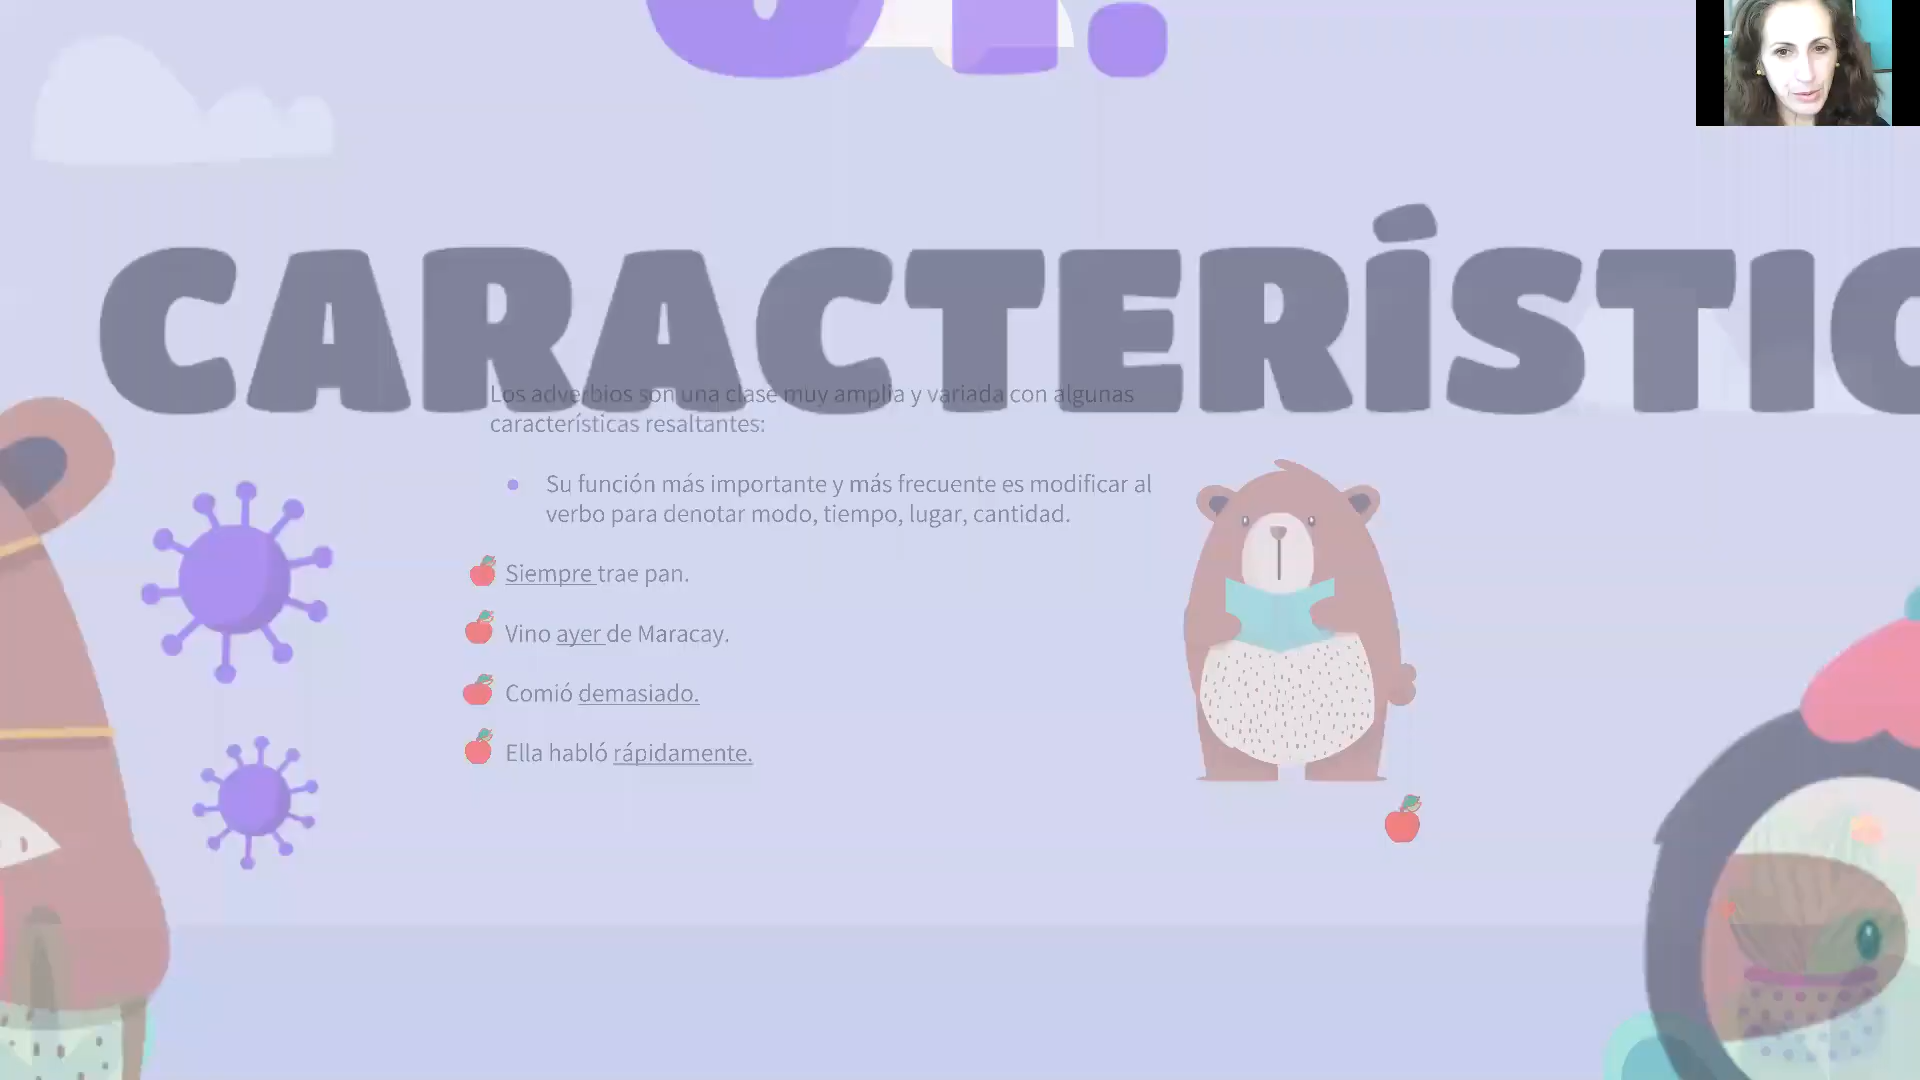 01.
CARACTERÍSTIC
Los adverbios son una clase muy amplia y variada con algunas
características resaltantes:
Su función más importante y más frecuente es modificar al
verbo para denotar modo, tiempo, lugar, cantidad.
Siempre trae pan.
Vino ayer de Maracay.
Comió demasiado.
Ella habló rápidamente.